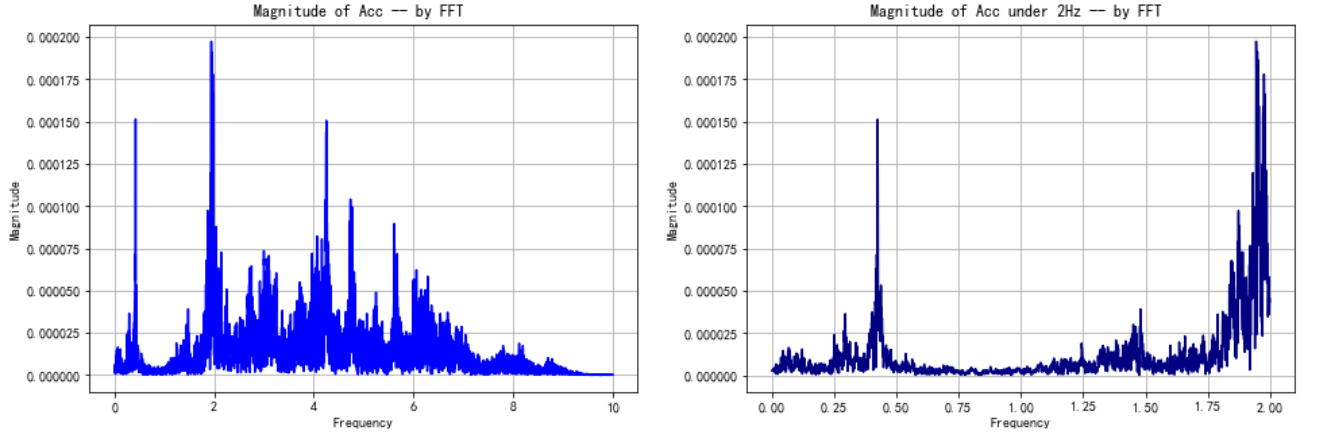 Magnitude of Acc -- by FFT
0.000200
0.000175
0.000150
0.000125
0.000100
0.000075
0.000050
0.000025
0.000000
Magnitude
0 2 4 6 8 10
Frequency
Magnitude of Acc under 2Hz -- by FFT
0.000200
0.000175
0.000150
0.000125
0.000100
0.000075
0.000050
0.000025
0.000000
Magnitude
0.00 0.25 0.50 0.75 1.00 1.25 1.50 1.75 2.00
Frequency